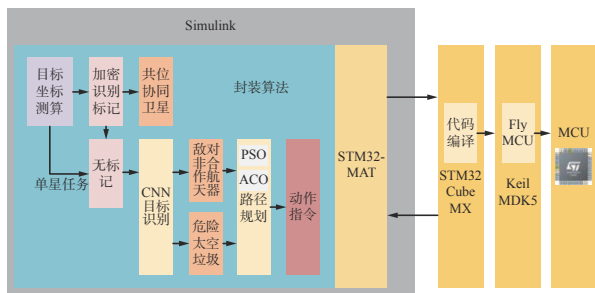 Simulink
封装算法
目标
坐标
测算
加密
识别
标记
共位
协同
卫星
单星任务
无标
记
CNN
目标
识别
敌对
非合
作航
天器
危险
太空
垃圾
PSO
ACO
路径
规划
动作
指令
STM32-
MAT
代码
编译
STM32
Cube
MX
Fly
MCU
Keil
MDK5
MCU